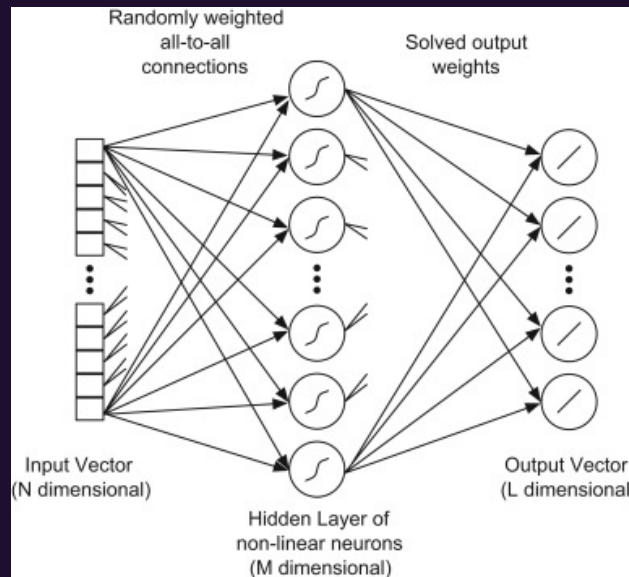 Randomly weighted
all-to-all
connections
Solved output
weights
Input Vector
(N dimensional)
Hidden Layer of
non-linear neurons
(M dimensional)
Output Vector
(L dimensional